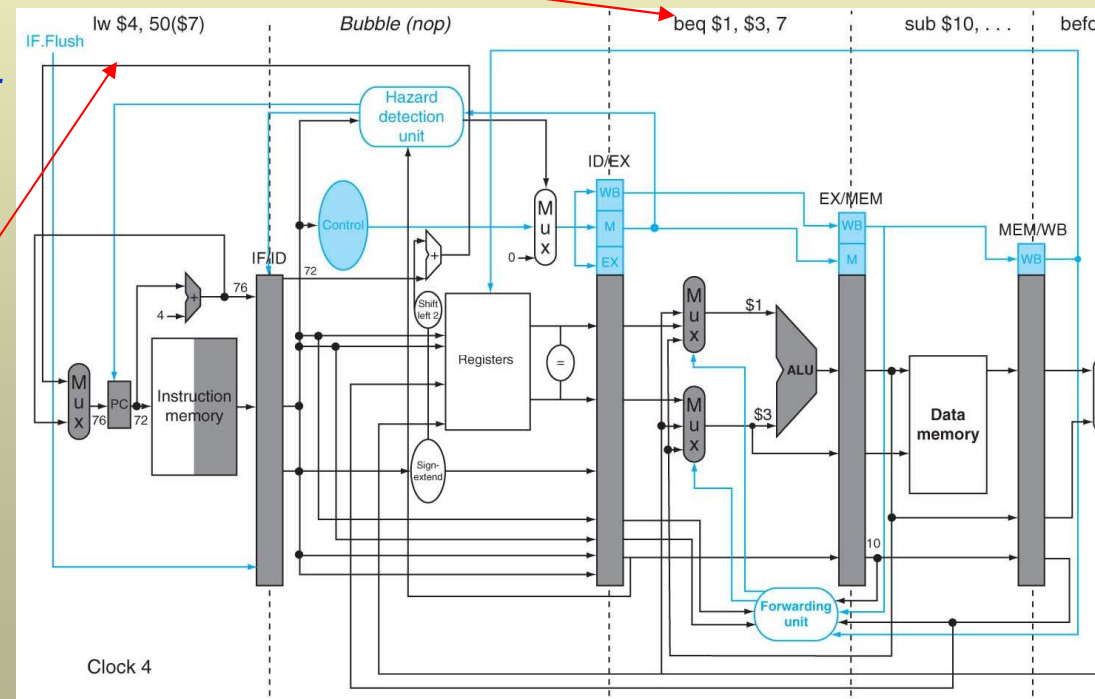 lw $4, 50($7)
Bubble (nop)
beq $1, $3, 7
sub $10, . . .
befo
IF.Flush
Hazard
detection
unit
ID/EX
WB
M
EX
M
u
x
0
Control
EX/MEM
WB
M
MEM/WB
WB
IF/ID
72
+
76
+
4
Shift
left 2
Registers
=
M
u
x
$1
ALU
M
u
x
76
PC
72
Instruction
memory
M
u
x
$3
Data
memory
Sign-
extend
10
Forwarding
unit
Clock 4